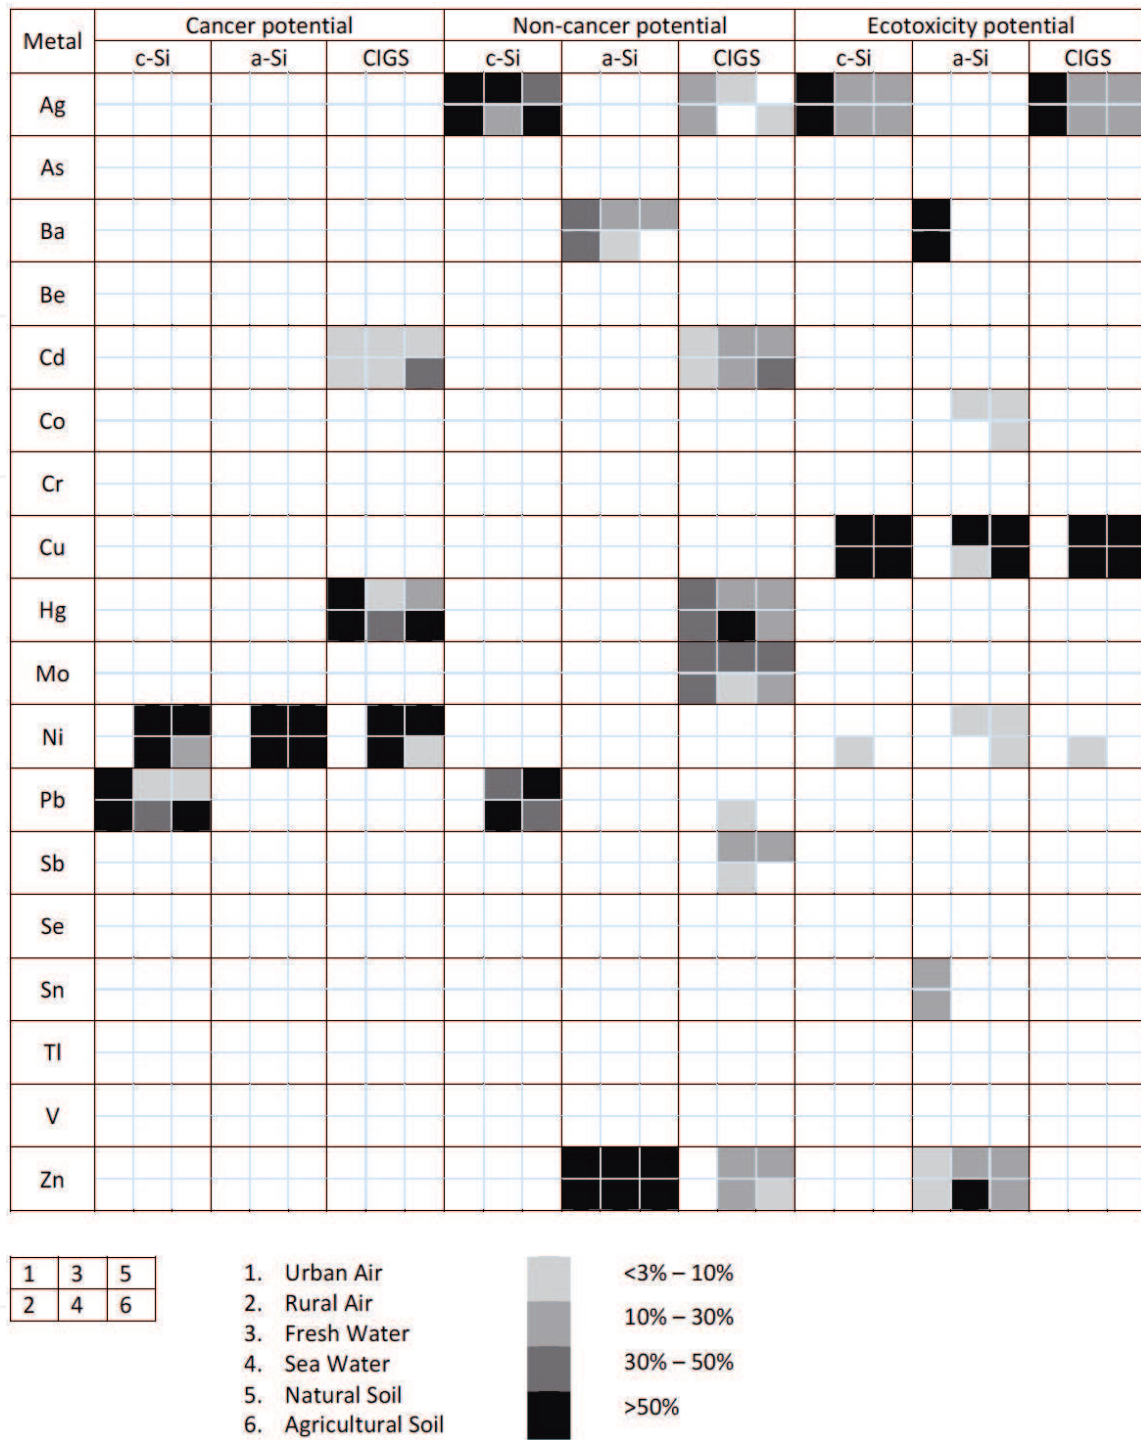 Metal Cancer potential Non-cancer potential Ecotoxicity potential
c-Si a-Si CIGS c-Si a-Si CIGS c-Si a-Si CIGS
Ag
As
Ba
Be
Cd
Co
Cr
Cu
Hg
Mo
Ni
Pb
Sb
Se
Sn
Tl
V
Zn
1 3 5
2 4 6
1. Urban Air
2. Rural Air
3. Fresh Water
4. Sea Water
5. Natural Soil
6. Agricultural Soil
<3% – 10%
10% – 30%
30% – 50%
>50%